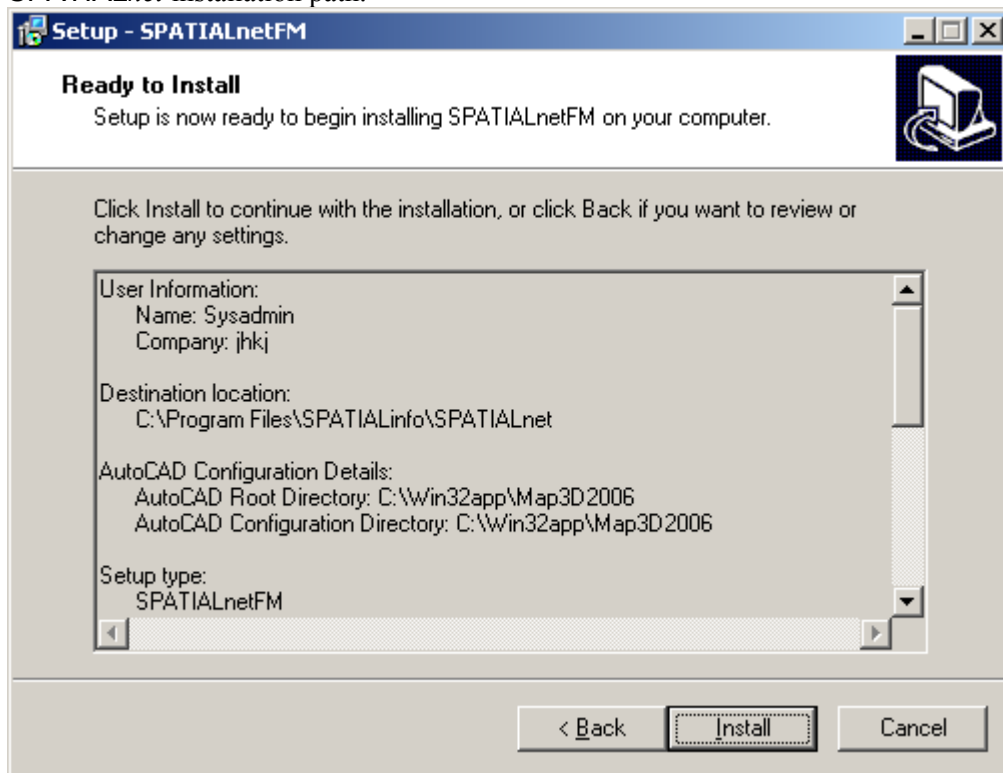 SPATIALnet installation path.
Setup - SPATIALnetFM
Ready to Install
Setup is now ready to begin installing SPATIALnetFM on your computer.
Click Install to continue with the installation, or click Back if you want to review or
change any settings.
User Information:
Name: Sysadmin
Company: jhkj
Destination location:
C:\Program Files\SPATIALinfo\SPATIALnet
AutoCAD Configuration Details:
AutoCAD Root Directory: C:\Win32app\Map3D2006
AutoCAD Configuration Directory: C:\Win32app\Map3D2006
Setup type:
SPATIALnetFM
< Back Install Cancel